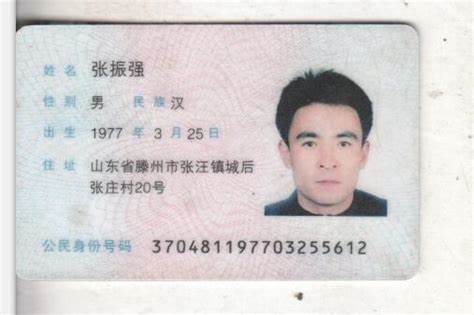 姓名 张振强
性别 男 民族 汉
出生 1977 年 3 月 25 日
住址 山东省滕州市张汪镇城后
张庄村20号
公民身份号码 370481197703255612